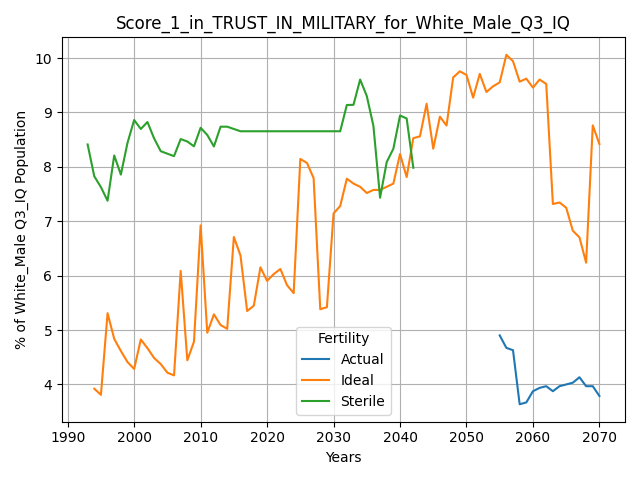 Score_1_in_TRUST_IN_MILITARY_for_White_Male_Q3_IQ
% of White_Male Q3_IQ Population
10
9
8
7
6
5
4
Fertility
Actual
Ideal
Sterile
1990 2000 2010 2020 2030 2040 2050 2060 2070
Years